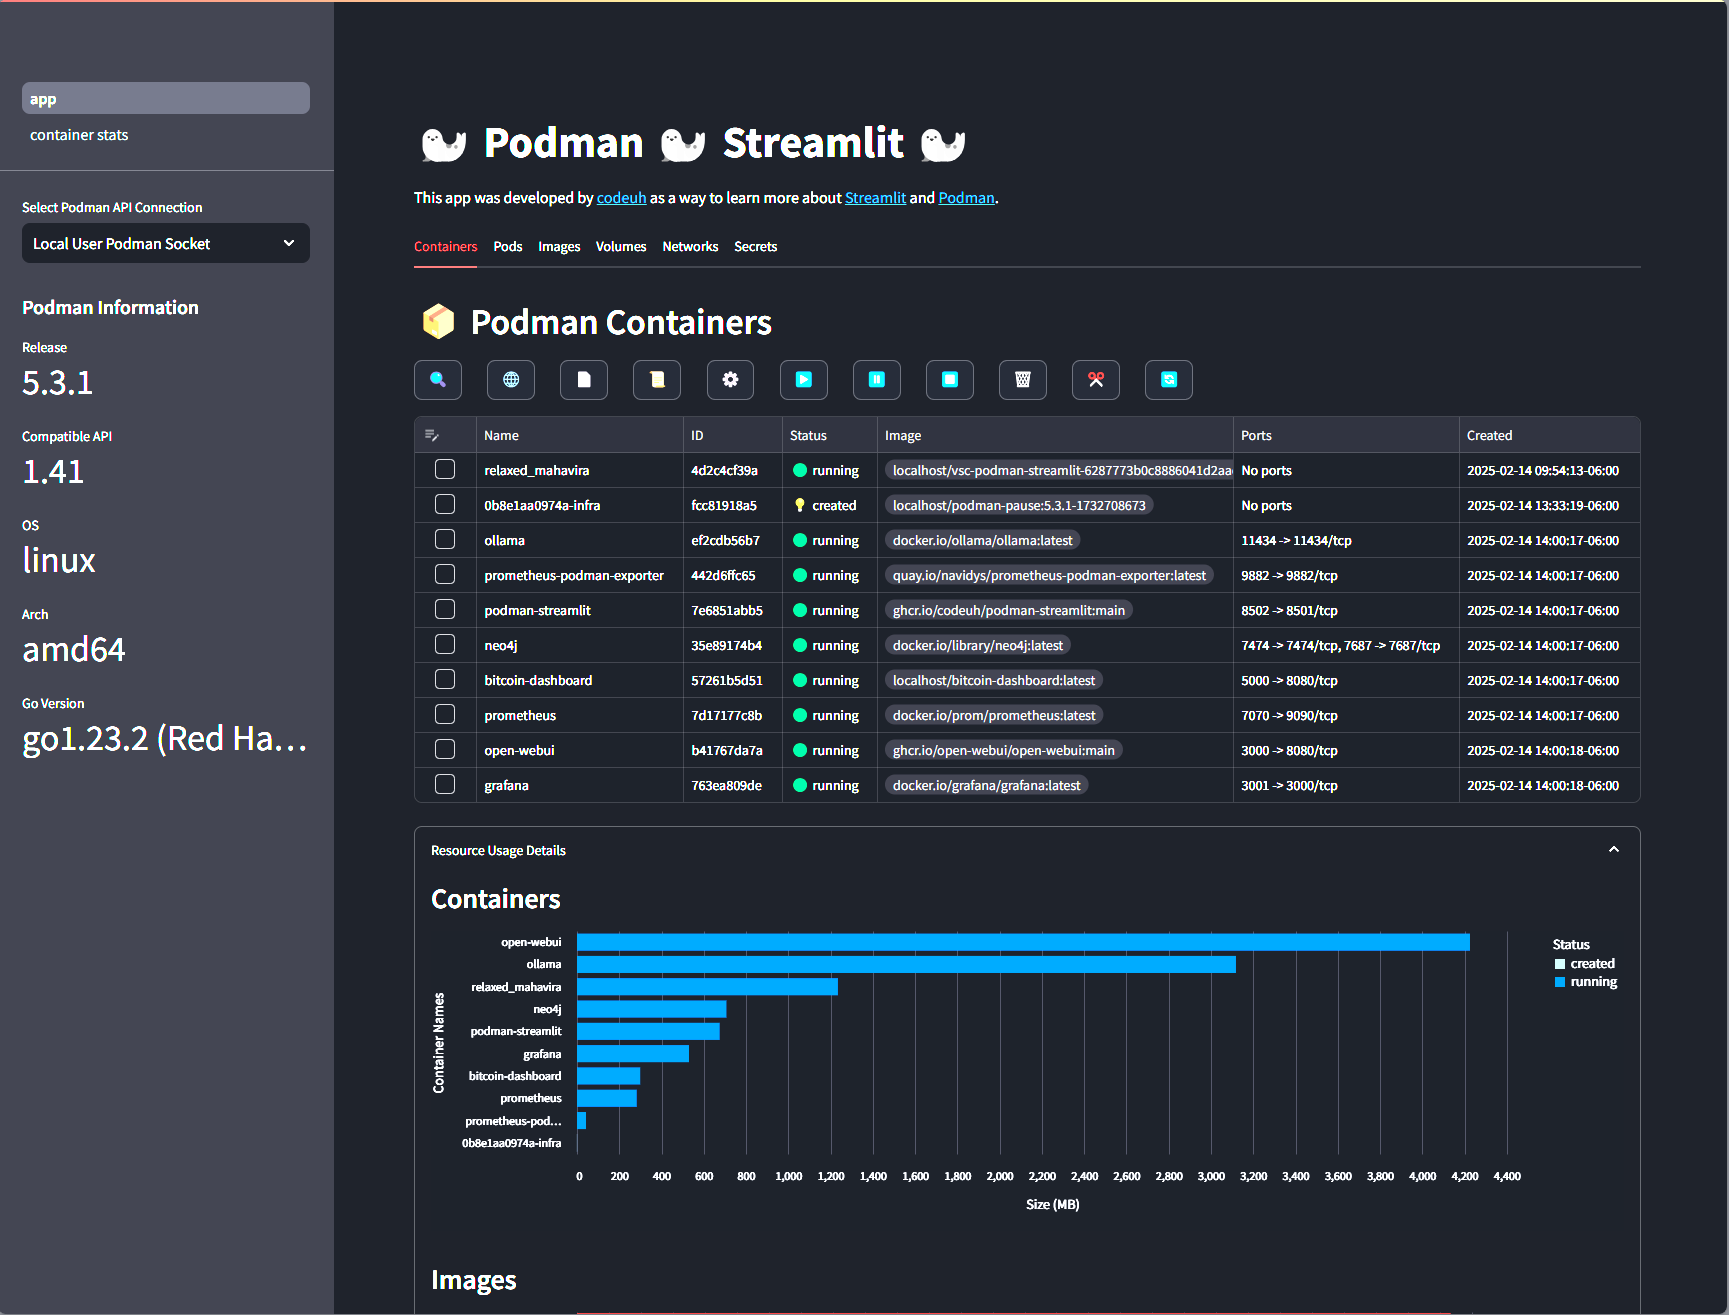 app
container stats
Select Podman API Connection
Local User Podman Socket
Podman Information
Release
5.3.1
Compatible API
1.41
OS
linux
Arch
amd64
Go Version
go1.23.2 (Red Ha…
Podman Streamlit
This app was developed by codeuh as a way to learn more about Streamlit and Podman.
Containers Pods Images Volumes Networks Secrets
Podman Containers
Name ID Status Image Ports Created
relaxed_mahavira 4d2c4cf39a running localhost/vsc-podman-streamlit-6287773b0c8886041d2aa No ports 2025-02-14 09:54:13-06:00
0b8e1aa0974a-infra fcc81918a5 created localhost/podman-pause:5.3.1-1732708673 No ports 2025-02-14 13:33:19-06:00
ollama ef2cdb56b7 running docker.io/ollama/ollama:latest 11434 -> 11434/tcp 2025-02-14 14:00:17-06:00
prometheus-podman-exporter 442d6ffc65 running quay.io/navidys/prometheus-podman-exporter:latest 9882 -> 9882/tcp 2025-02-14 14:00:17-06:00
podman-streamlit 7e6851abb5 running ghcr.io/codeuh/podman-streamlit:main 8502 -> 8501/tcp 2025-02-14 14:00:17-06:00
neo4j 35e89174b4 running docker.io/library/neo4j:latest 7474 -> 7474/tcp, 7687 -> 7687/tcp 2025-02-14 14:00:17-06:00
bitcoin-dashboard 57261b5d51 running localhost/bitcoin-dashboard:latest 5000 -> 8080/tcp 2025-02-14 14:00:17-06:00
prometheus 7d17177c8b running docker.io/prom/prometheus:latest 7070 -> 9090/tcp 2025-02-14 14:00:17-06:00
open-webui b41767da7a running ghcr.io/open-webui/open-webui:main 3000 -> 8080/tcp 2025-02-14 14:00:18-06:00
grafana 763ea809de running docker.io/grafana/grafana:latest 3001 -> 3000/tcp 2025-02-14 14:00:18-06:00
Resource Usage Details
Containers
Container Names
open-webui
ollama
relaxed_mahavira
neo4j
podman-streamlit
grafana
bitcoin-dashboard
prometheus
prometheus-pod…
0b8e1aa0974a-infra
0 200 400 600 800 1,000 1,200 1,400 1,600 1,800 2,000 2,200 2,400 2,600 2,800 3,000 3,200 3,400 3,600 3,800 4,000 4,200 4,400
Size (MB)
Status
created
running
Images